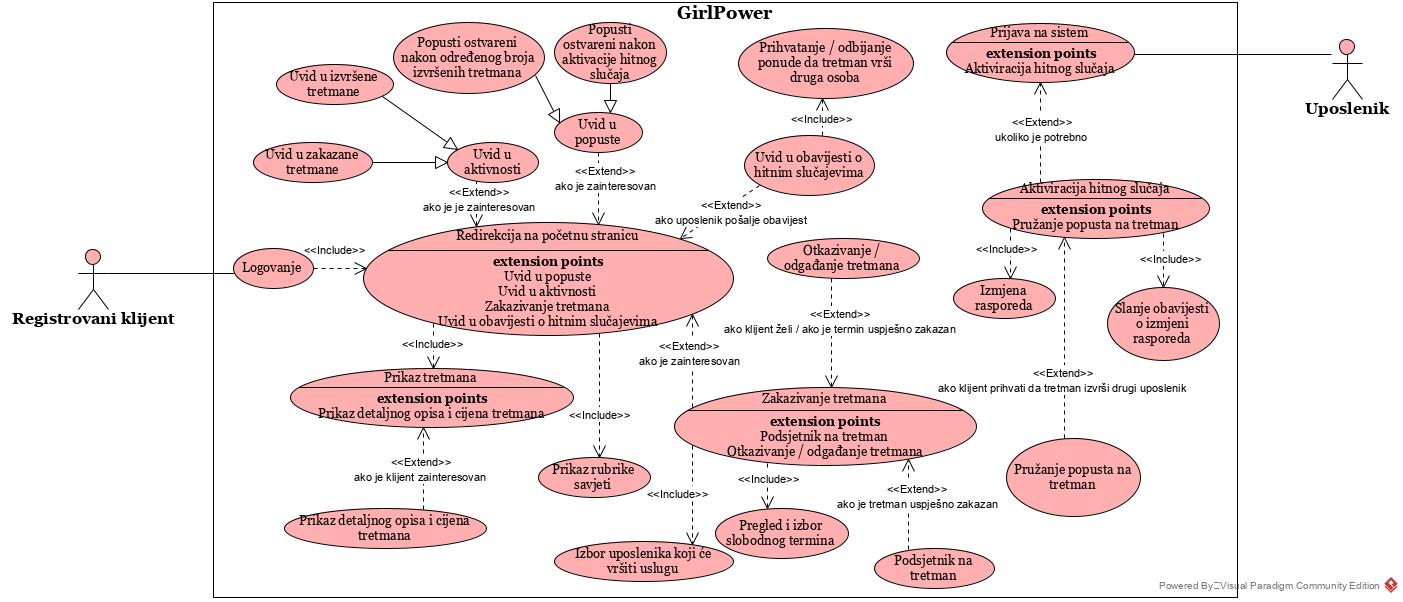 GirlPower
Popusti ostvareni
nakon određenog broja
izvršenih tretmana
Popusti
ostvareni nakon
aktivacije hitnog
slučaja
Prihvatanje / odbijanje
ponude da tretman vrši
druga osoba
Prijava na sistem
extension points
Aktiviracija hitnog slučaja
Uposlenik
Uvid u izvršene
tretmane
Uvid u zakazane
tretmane
Uvid u
aktivnosti
Uvid u
popuste
<<Include>>
Uvid u obavijesti o
hitnim slučajevima
<<Extend>>
ukoliko je potrebno
<<Extend>>
ako je je zainteresovan
<<Extend>>
ako je zainteresovan
<<Extend>>
ako uposlenik pošalje obavijest
Aktiviracija hitnog slučaja
extension points
Pružanje popusta na tretman
Registrovani klijent
Logovanje
<<Include>>
Redirekcija na početnu stranicu
extension points
Uvid u popuste
Uvid u aktivnosti
Zakazivanje tretmana
Uvid u obavijesti o hitnim slučajevima
Otkazivanje /
odgađanje tretmana
<<Include>>
Izmjena
rasporeda
<<Include>>
Slanje obavijesti
o izmjeni
rasporeda
<<Include>>
<<Extend>>
ako je zainteresovan
<<Extend>>
ako klijent želi / ako je termin uspješno zakazan
<<Extend>>
ako klijent prihvati da tretman izvrši drugi uposlenik
Prikaz tretmana
extension points
Prikaz detaljnog opisa i cijena tretmana
<<Include>>
Zakazivanje tretmana
extension points
Podsjetnik na tretman
Otkazivanje / odgađanje tretmana
<<Extend>>
ako je klijent zainteresovan
Prikaz rubrike
savjeti
<<Include>>
<<Include>>
<<Extend>>
ako je tretman uspješno zakazan
Pružanje popusta na
tretman
Prikaz detaljnog opisa i cijena
tretmana
Izbor uposlenika koji će
vršiti uslugu
Pregled i izbor
slobodnog termina
Podsjetnik na
tretman
Powered By Visual Paradigm Community Edition